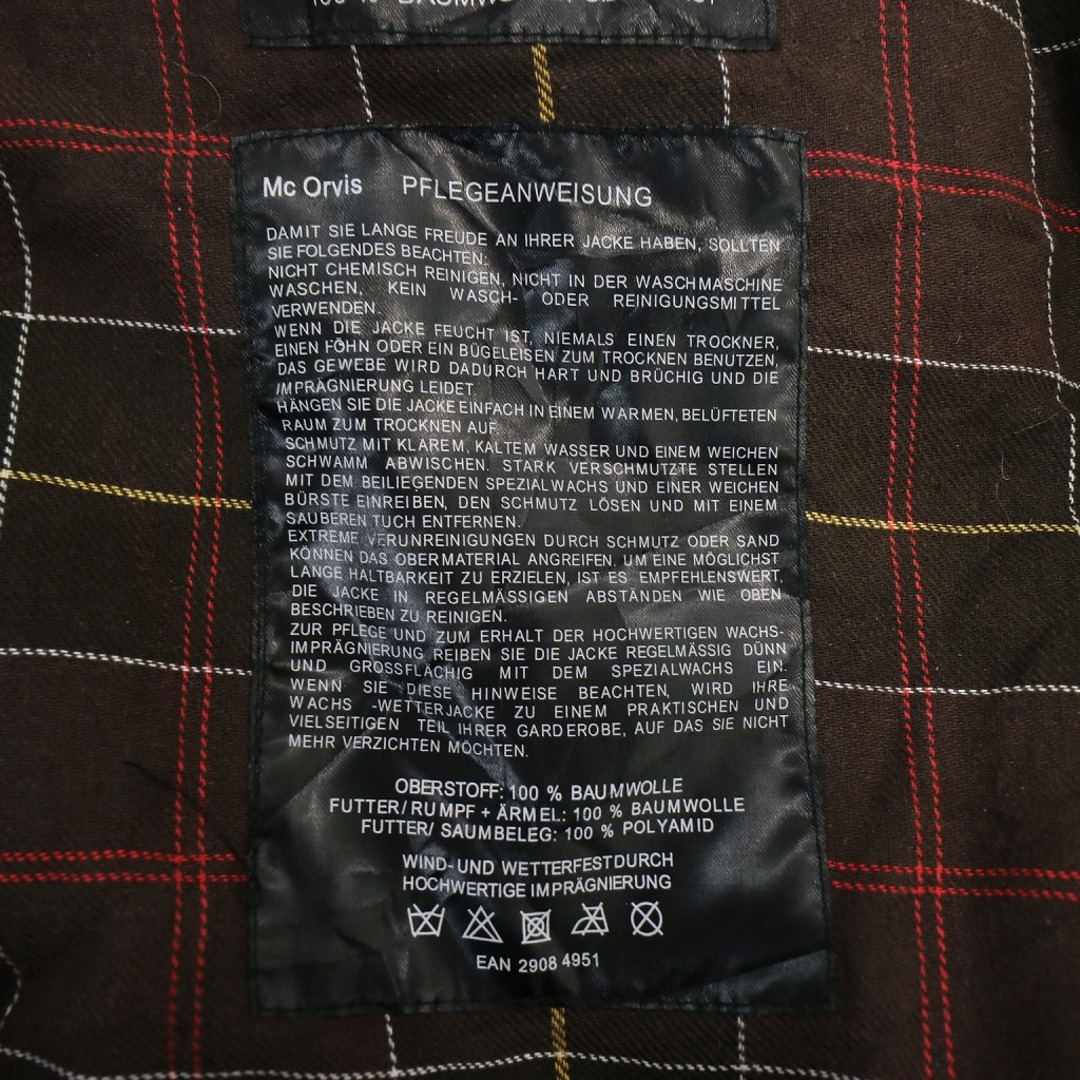 Mc Orvis PFLEGEANWEISUNG
DAMIT SIE LANGE FREUDE AN IHRER JACKE HABEN, SOLLTEN
SIE FOLGENDES BEACHTEN:
NICHT CHEMISCH REINIGEN, NICHT IN DER WASCHMASCHINE
WASCHEN, KEIN WASCH- ODER REINIGUNGSMITTEL
VERWENDEN.
WENN DIE JACKE FEUCHT IST, NIEMALS EINEN TROCKNER,
EINEN FÖHN ODER EIN BÜGELEISEN ZUM TROCKNEN BENUTZEN,
DAS GEWEBE WIRD DADURCH HART UND BRÜCHIG UND DIE
IMPRÄGNIERUNG LEIDET.
HÄNGEN SIE DIE JACKE EINFACH IN EINEM WARMEN, BELÜFTETEN
RAUM ZUM TROCKNEN AUF.
SCHMUTZ MIT KLAREM, KALTEM WASSER UND EINEM WEICHEN
SCHWAMM ABWISCHEN. STARK VERSCHMUTZTE STELLEN
MIT DEM BEILIEGENDEN SPEZIALWACHS UND EINER WEICHEN
BÜRSTE EINREIBEN, DEN SCHMUTZ LÖSEN UND MIT EINEM
SAUBEREN TUCH ENTFERNEN.
EXTREME VERUNREINIGUNGEN DURCH SCHMUTZ ODER SAND
KÖNNEN DAS OBERMATERIAL ANGREIFEN. UM EINE MÖGLICHST
LANGE HALTBARKEIT ZU ERZIELEN, IST ES EMPFEHLENSWERT,
DIE JACKE IN REGELMÄSSIGEN ABSTÄNDEN WIE OBEN
BESCHRIEBEN ZU REINIGEN.
ZUR PFLEGE UND ZUM ERHALT DER HOCHWERTIGEN WACHS-
IMPRÄGNIERUNG REIBEN SIE DIE JACKE REGELMÄSSIG DÜNN
UND GROSSFLÄCHIG MIT DEM SPEZIALWACHS EIN.
WENN SIE DIESE HINWEISE BEACHTEN, WIRD IHRE
WACHS -WETTERJACKE ZU EINEM PRAKTISCHEN UND
VIELSEITIGEN TEIL IHRER GARDEROBE, AUF DAS SIE NICHT
MEHR VERZICHTEN MÖCHTEN.
OBERSTOFF: 100 % BAUMWOLLE
FUTTER/ RUMPF + ÄRMEL: 100 % BAUMWOLLE
FUTTER/ SAUMBELEG: 100 % POLYAMID
WIND- UND WETTERFEST DURCH
HOCHWERTIGE IMPRÄGNIERUNG
EAN 2908 4951